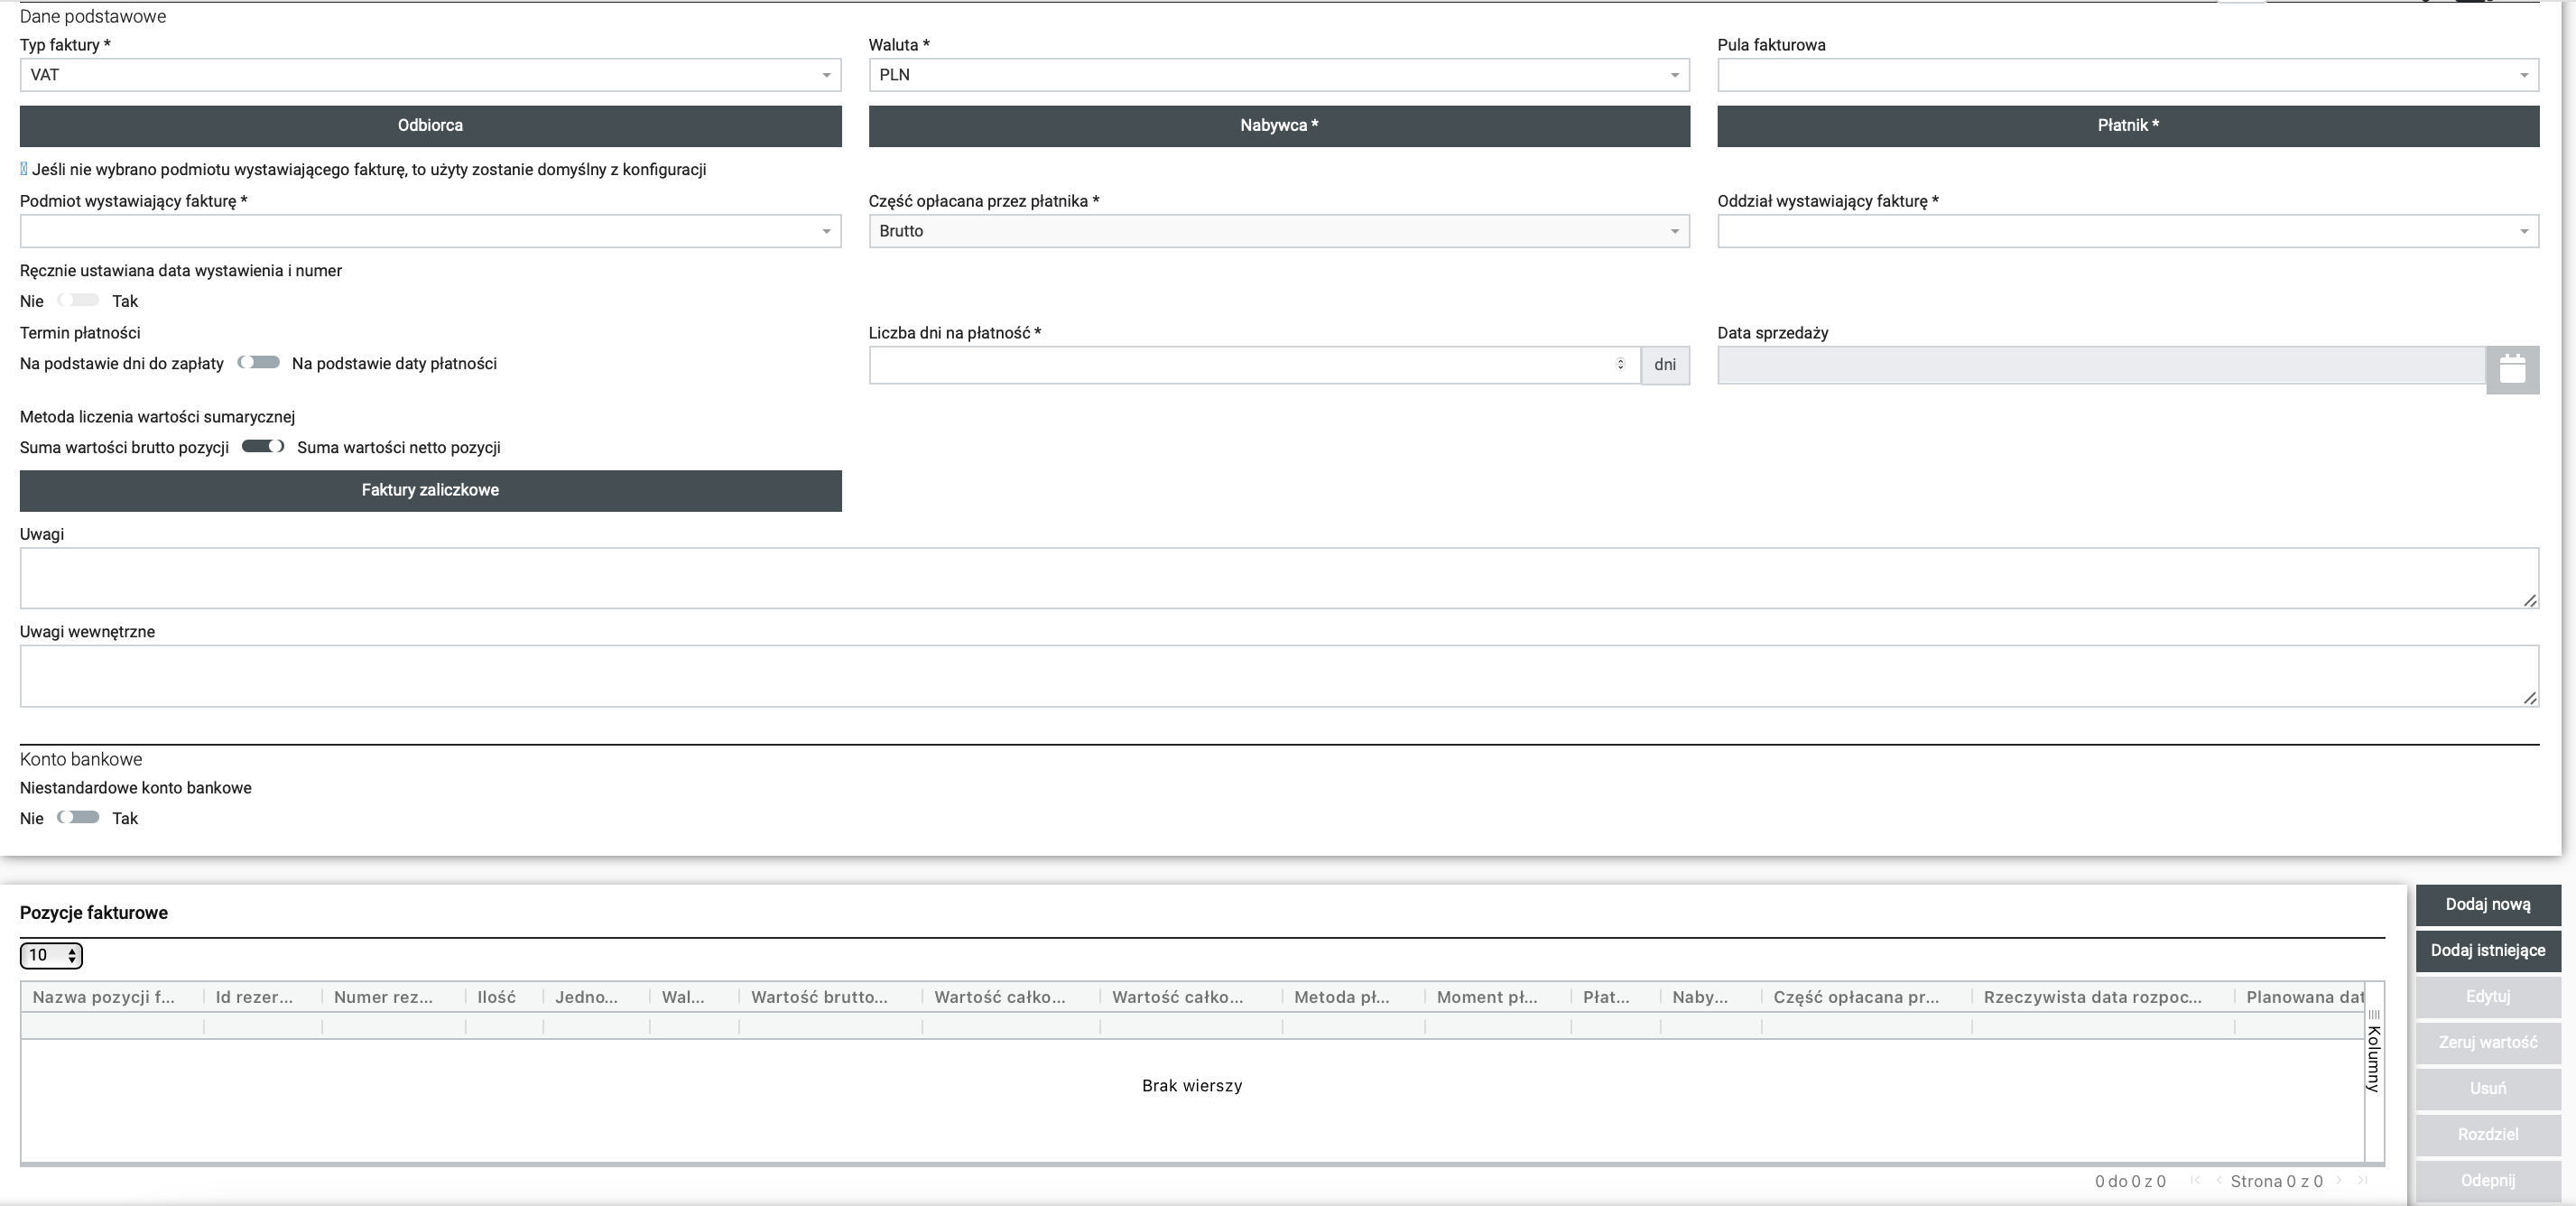 Dane podstawowe
Typ faktury * Waluta * Pula fakturowa
VAT PLN
Odbiorca Nabywca * Płatnik *
Jeśli nie wybrano podmiotu wystawiającego fakturę, to użyty zostanie domyślny z konfiguracji
Podmiot wystawiający fakturę * Część opłacana przez płatnika * Oddział wystawiający fakturę *
Brutto
Ręcznie ustawiana data wystawienia i numer
Nie Tak
Termin płatności Liczba dni na płatność * Data sprzedaży
Na podstawie dni do zapłaty Na podstawie daty płatności dni
Metoda liczenia wartości sumarycznej
Suma wartości brutto pozycji Suma wartości netto pozycji
Faktury zaliczkowe
Uwagi
Uwagi wewnętrzne
Konto bankowe
Niestandardowe konto bankowe
Nie Tak
Pozycje fakturowe
10
Nazwa pozycji f... Id rezer... Numer rez... Ilość Jedno... Wal... Wartość brutto... Wartość całko... Wartość całko... Metoda pł... Moment pł... Płat... Naby... Część opłacana pr... Rzeczywista data rozpoc... Planowana dat
Kolumny
Brak wierszy
0 do 0 z 0 Strona 0 z 0
Dodaj nową
Dodaj istniejące
Edytuj
Zeruj wartość
Usuń
Rozdziel
Odepnij